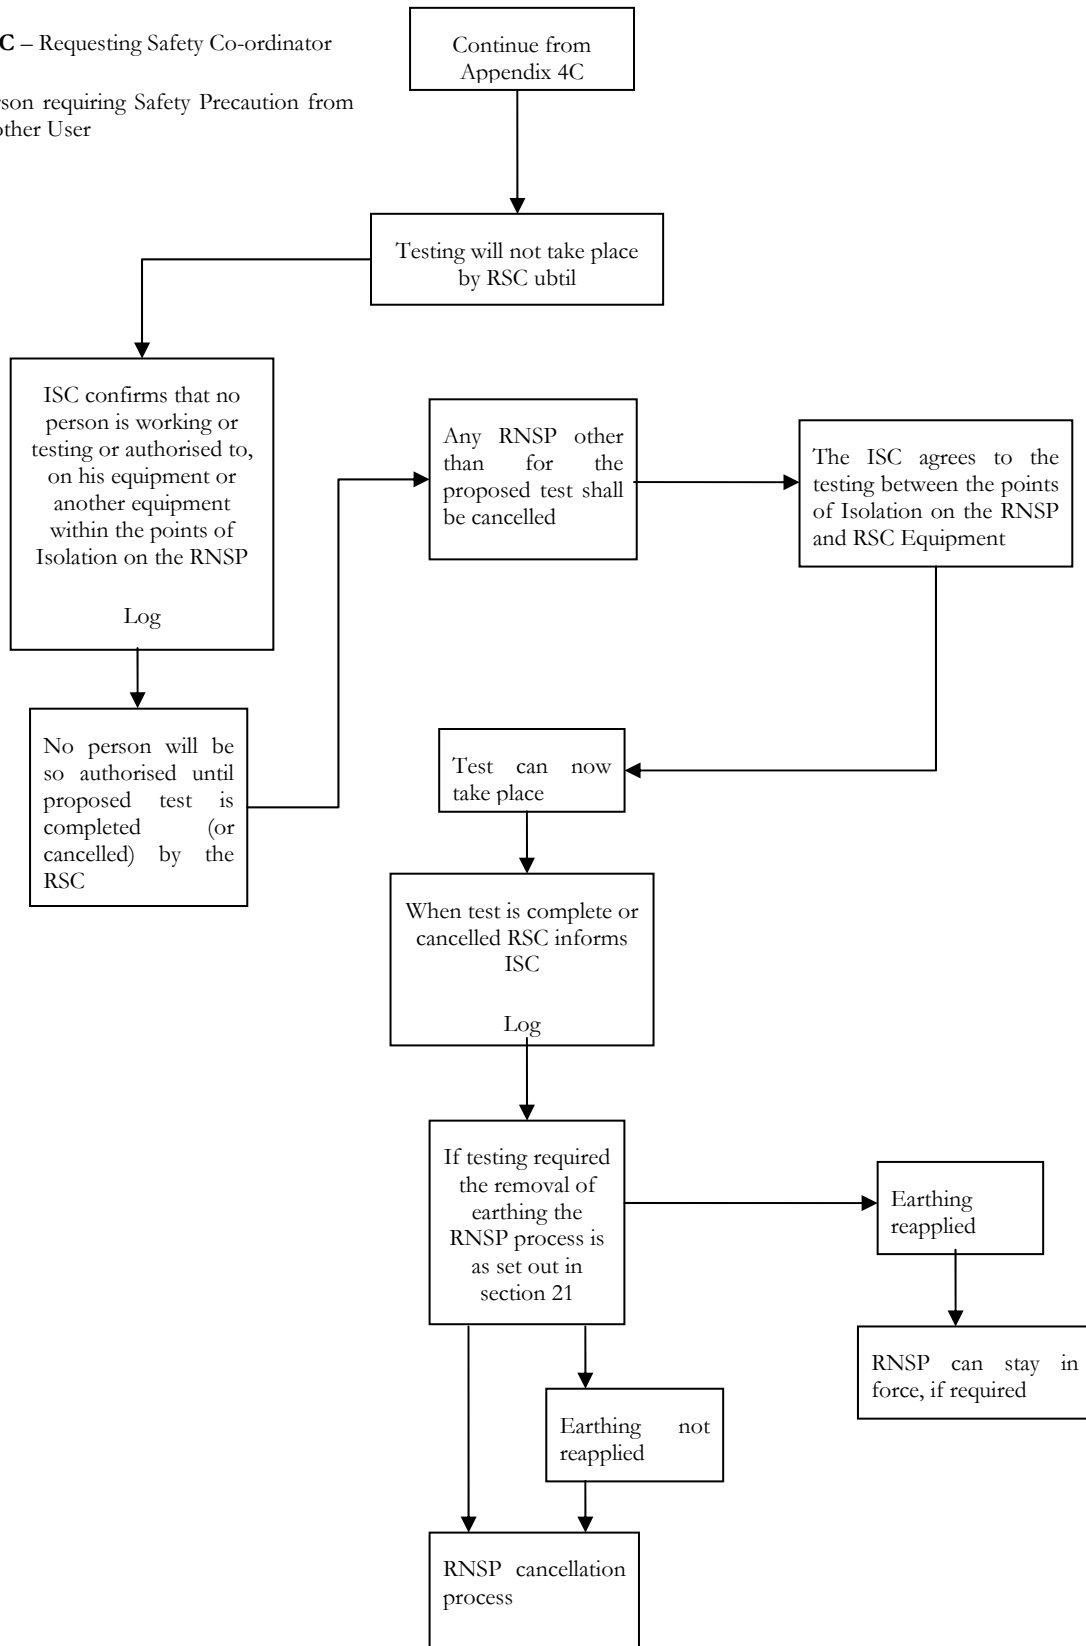 C – Requesting Safety Co-ordinator
rson requiring Safety Precaution from
other User
Continue from
Appendix 4C
Testing will not take place
by RSC ubtil
ISC confirms that no
person is working or
testing or authorised to,
on his equipment or
another equipment
within the points of
Isolation on the RNSP
Log
Any RNSP other
than for the
proposed test shall
be cancelled
The ISC agrees to the
testing between the points
of Isolation on the RNSP
and RSC Equipment
No person will be
so authorised until
proposed test is
completed (or
cancelled) by the
RSC
Test can now
take place
When test is complete or
cancelled RSC informs
ISC
Log
If testing required
the removal of
earthing the
RNSP process is
as set out in
section 21
Earthing
reapplied
RNSP can stay in
force, if required
Earthing not
reapplied
RNSP cancellation
process